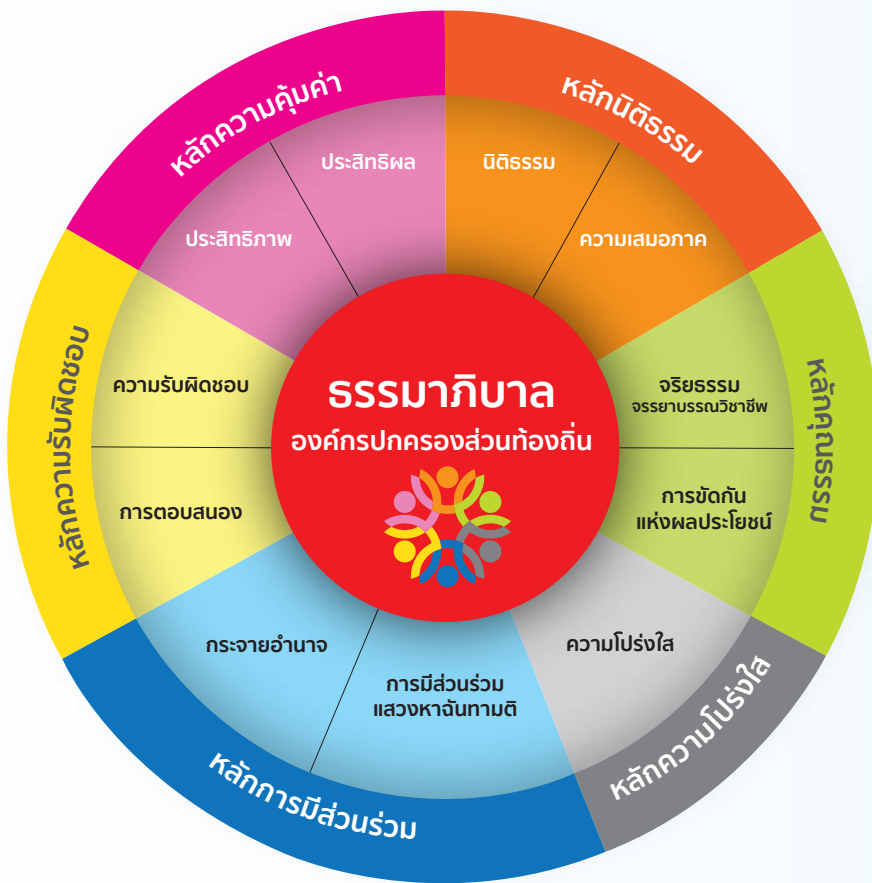 ธรรมาภิบาล
องค์กรปกครองส่วนท้องถิ่น
หลักนิติธรรม
นิติธรรม
ความเสมอภาค
หลักคุณธรรม
จริยธรรม
จรรยาบรรณวิชาชีพ
การขัดกัน
แห่งผลประโยชน์
หลักความโปร่งใส
ความโปร่งใส
หลักการมีส่วนร่วม
การมีส่วนร่วม
แสวงหาฉันทามติ
กระจายอำนาจ
หลักความรับผิดชอบ
การตอบสนอง
ความรับผิดชอบ
หลักความคุ้มค่า
ประสิทธิภาพ
ประสิทธิผล